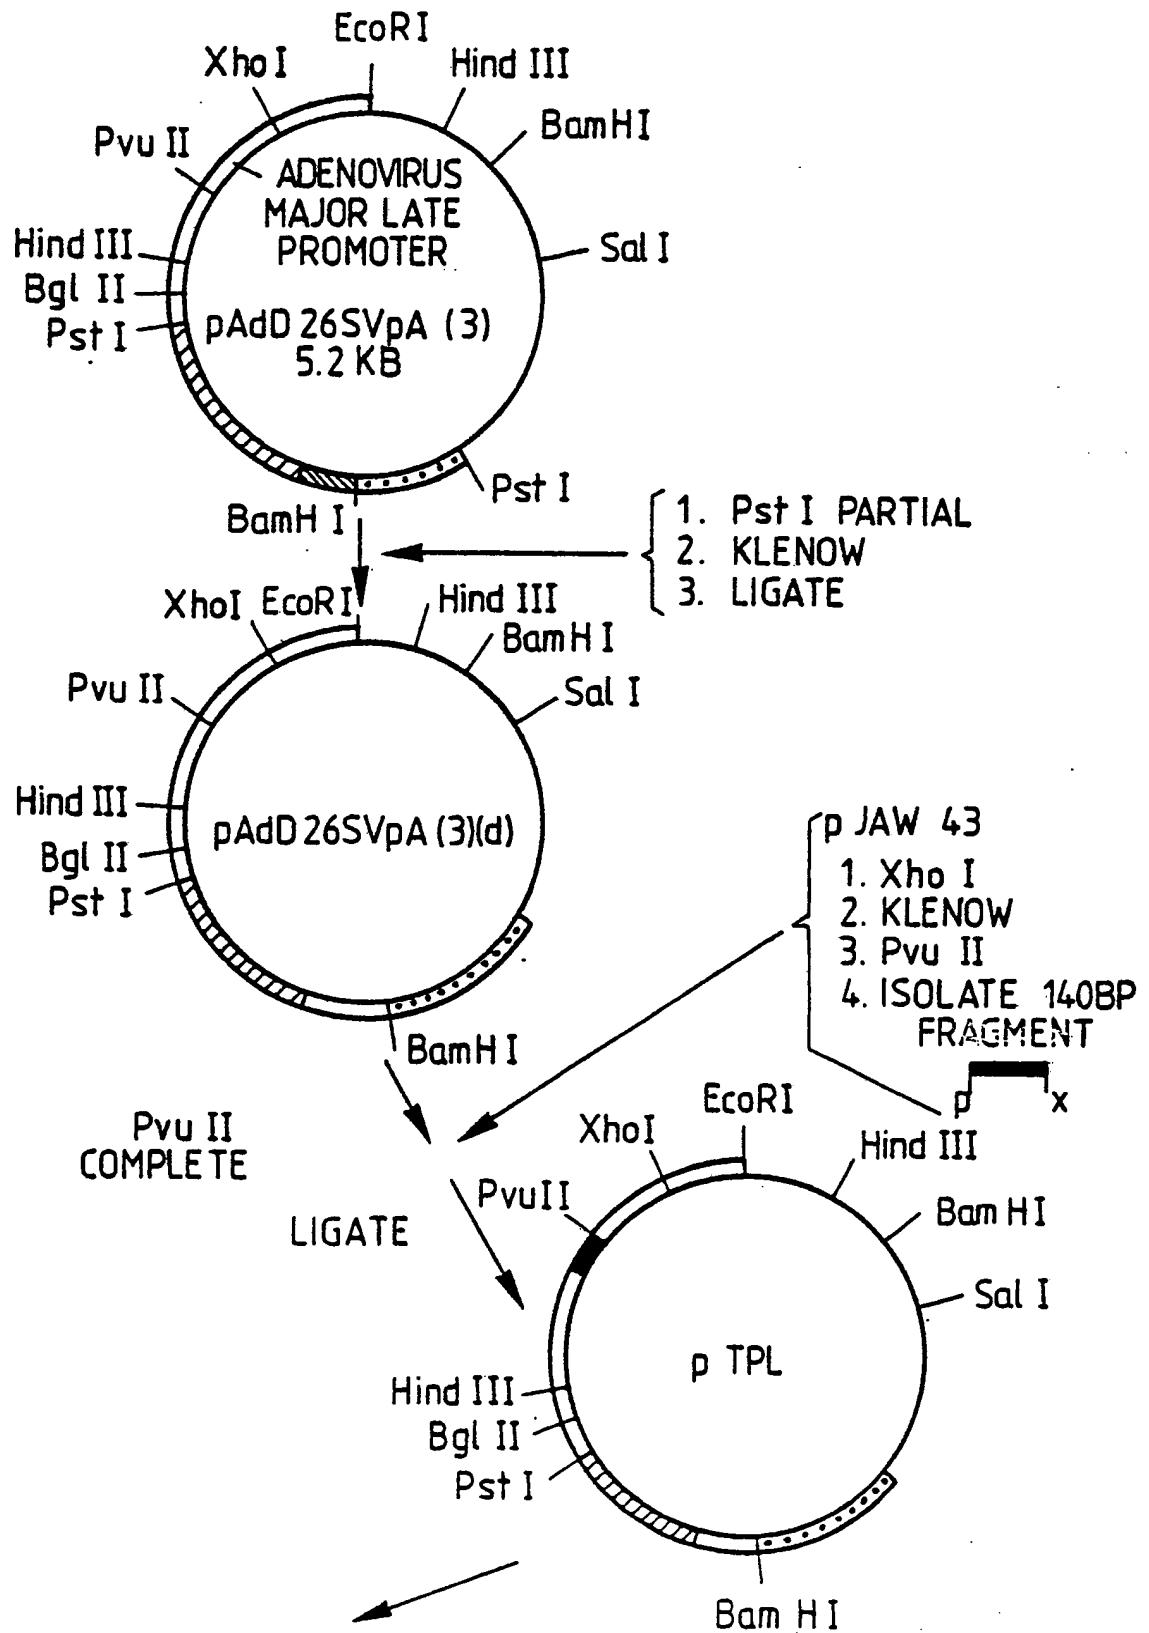 EcoRI
Xho I
Hind III
BamHI
Pvu II
ADENOVIRUS
MAJOR LATE
PROMOTER
Hind III
Sal I
Bgl II
Pst I
pAdD 26SVpA (3)
5.2 KB
Pst I
BamH I
1. Pst I PARTIAL
2. KLENOW
3. LIGATE
XhoI
EcoRI
Hind III
BamHI
Pvu II
Sal I
Hind III
pAdD 26SVpA (3)(d)
Bgl II
Pst I
BamHI
p JAW 43
1. Xho I
2. KLENOW
3. Pvu II
4. ISOLATE 140BP
FRAGMENT
p
x
Pvu II
COMPLETE
LIGATE
EcoRI
XhoI
Hind III
PvuII
Bam HI
Sal I
p TPL
Hind III
Bgl II
Pst I
Bam HI